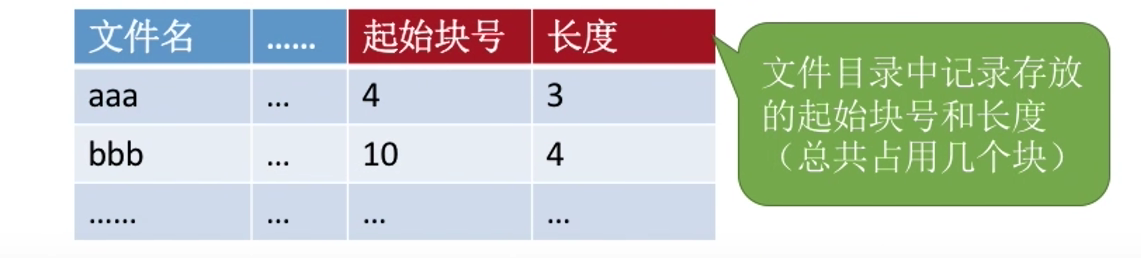 文件名 …… 起始块号 长度
aaa … 4 3
bbb … 10 4
…… … … …
文件目录中记录存放
的起始块号和长度
（总共占用几个块）